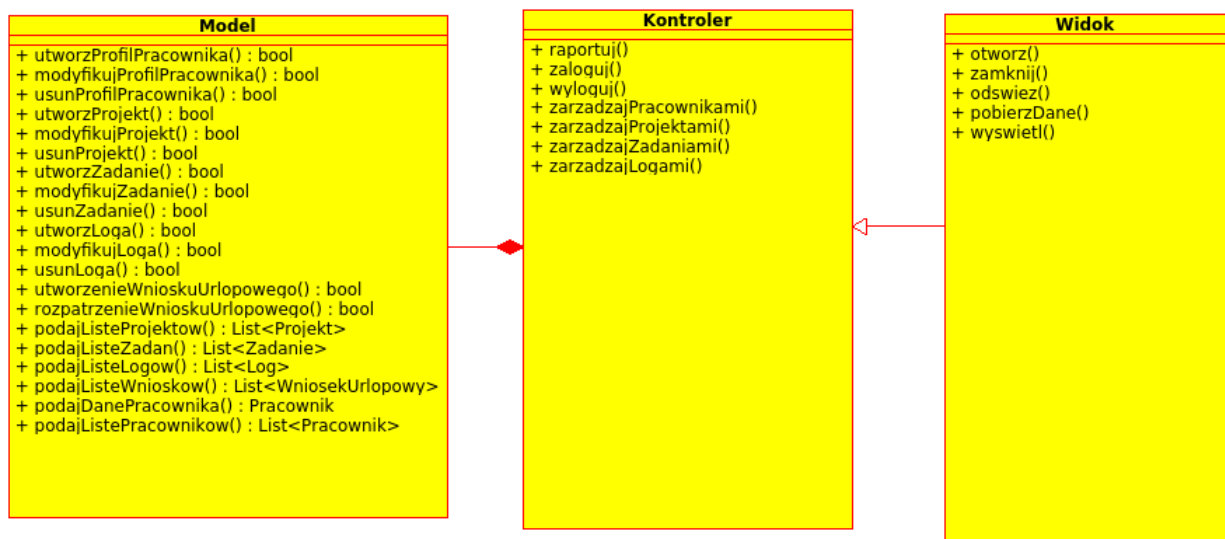 Model
+ utworzProfilPracownika() : bool
+ modyfikujProfilPracownika() : bool
+ usunProfilPracownika() : bool
+ utworzProjekt() : bool
+ modyfikujProjekt() : bool
+ usunProjekt() : bool
+ utworzZadanie() : bool
+ modyfikujZadanie() : bool
+ usunZadanie() : bool
+ utworzLoga() : bool
+ modyfikujLoga() : bool
+ usunLoga() : bool
+ utworzenieWnioskuUrlopowego() : bool
+ rozpatrzenieWnioskuUrlopowego() : bool
+ podajListeProjektow() : List<Projekt>
+ podajListeZadan() : List<Zadanie>
+ podajListeLogow() : List<Log>
+ podajListeWnioskow() : List<WniosekUrlopowy>
+ podajDanePracownika() : Pracownik
+ podajListePracownikow() : List<Pracownik>
Kontroler
+ raportuj()
+ zaloguj()
+ wyloguj()
+ zarzadzajPracownikami()
+ zarzadzajProjektami()
+ zarzadzajZadaniami()
+ zarzadzajLogami()
Widok
+ otworz()
+ zamknij()
+ odswiez()
+ pobierzDane()
+ wyswietl()